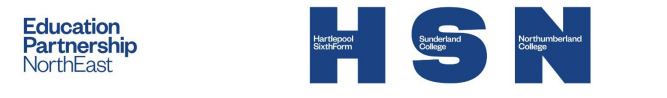 Education
Partnership
NorthEast
H S N
Hartlepool
SixthForm
Sunderland
College
Northumberland
College